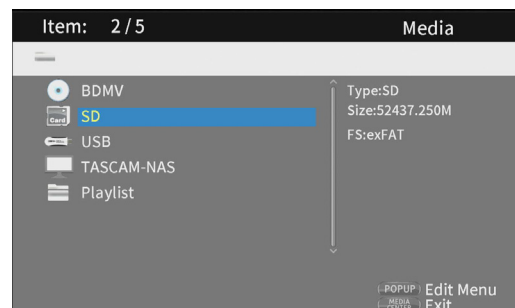 Item: 2/5 Media
BDMV
Card SD
USB
TASCAM-NAS
Playlist
Type:SD
Size:52437.250M
FS:exFAT
POPUP Edit Menu
MEDIA CENTER Exit